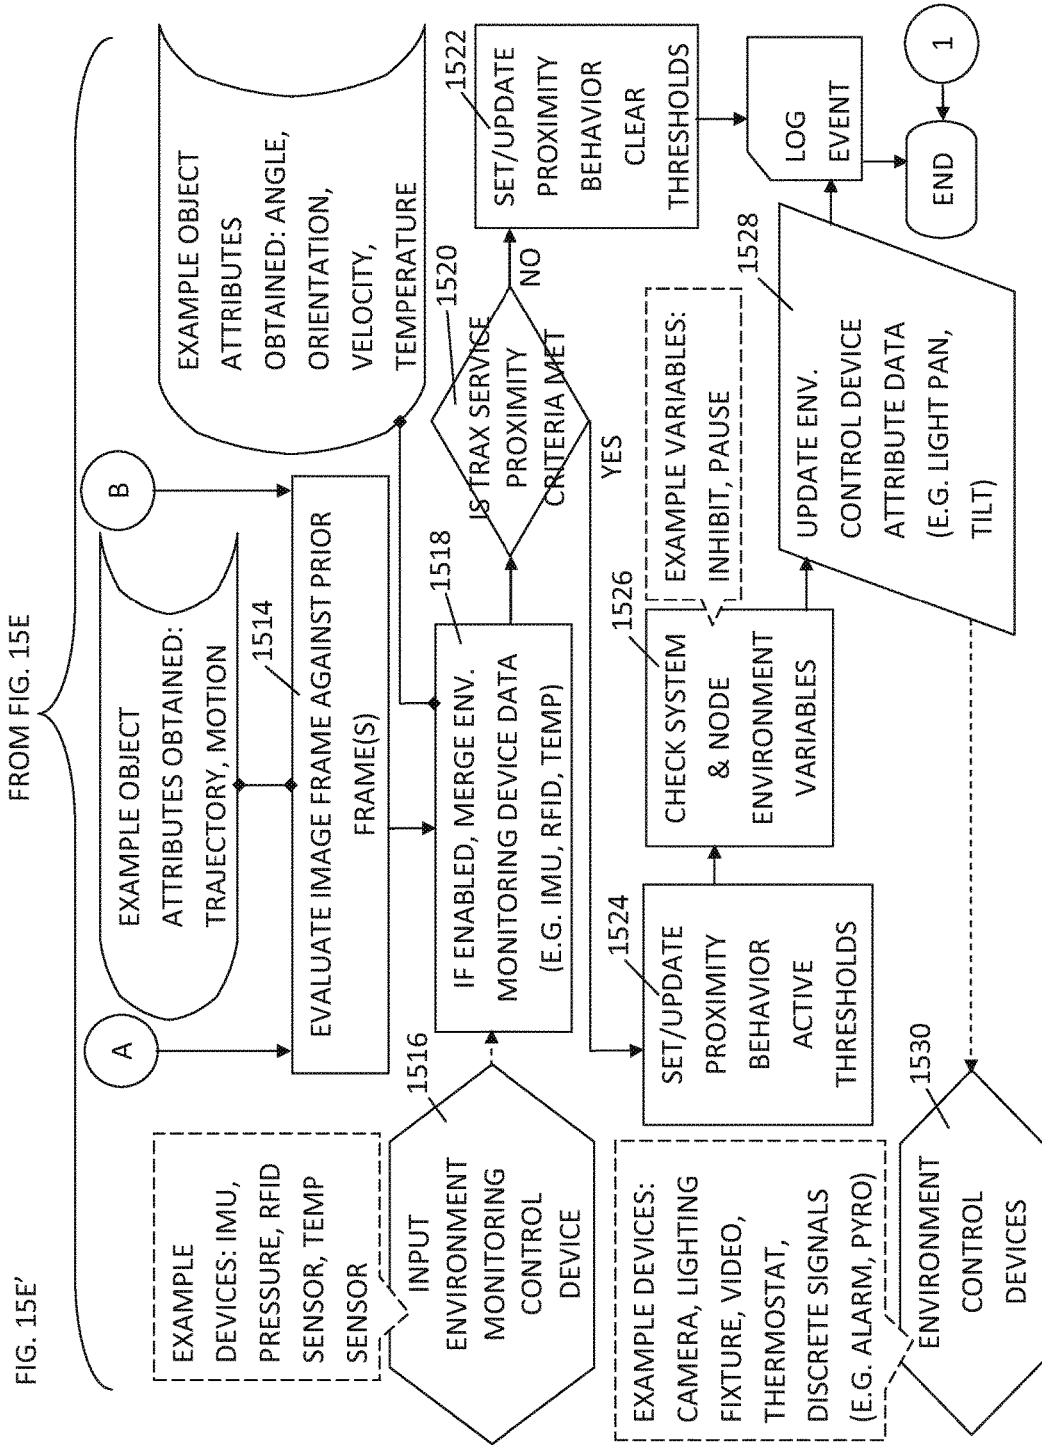 FIG. 15E'
FROM FIG. 15E
A
EXAMPLE OBJECT
ATTRIBUTES OBTAINED:
TRAJECTORY, MOTION
B
EXAMPLE OBJECT
ATTRIBUTES
OBTAINED: ANGLE,
ORIENTATION,
VELOCITY,
TEMPERATURE
1514
EVALUATE IMAGE FRAME AGAINST PRIOR
FRAME(S)
EXAMPLE
DEVICES: IMU,
PRESSURE, RFID
SENSOR, TEMP
SENSOR
1516
INPUT
ENVIRONMENT
MONITORING
CONTROL
DEVICE
1518
IF ENABLED, MERGE ENV.
MONITORING DEVICE DATA
(E.G. IMU, RFID, TEMP)
1520
IS TRAX SERVICE
PROXIMITY
CRITERIA MET
NO
YES
1522
SET/UPDATE
PROXIMITY
BEHAVIOR
CLEAR
THRESHOLDS
1524
SET/UPDATE
PROXIMITY
BEHAVIOR
ACTIVE
THRESHOLDS
1526
CHECK SYSTEM
& NODE
ENVIRONMENT
VARIABLES
EXAMPLE VARIABLES:
INHIBIT, PAUSE
1528
UPDATE ENV.
CONTROL DEVICE
ATTRIBUTE DATA
(E.G. LIGHT PAN,
TILT)
LOG
EVENT
END
1
EXAMPLE DEVICES:
CAMERA, LIGHTING
FIXTURE, VIDEO,
THERMOSTAT,
DISCRETE SIGNALS
(E.G. ALARM, PYRO)
1530
ENVIRONMENT
CONTROL
DEVICES